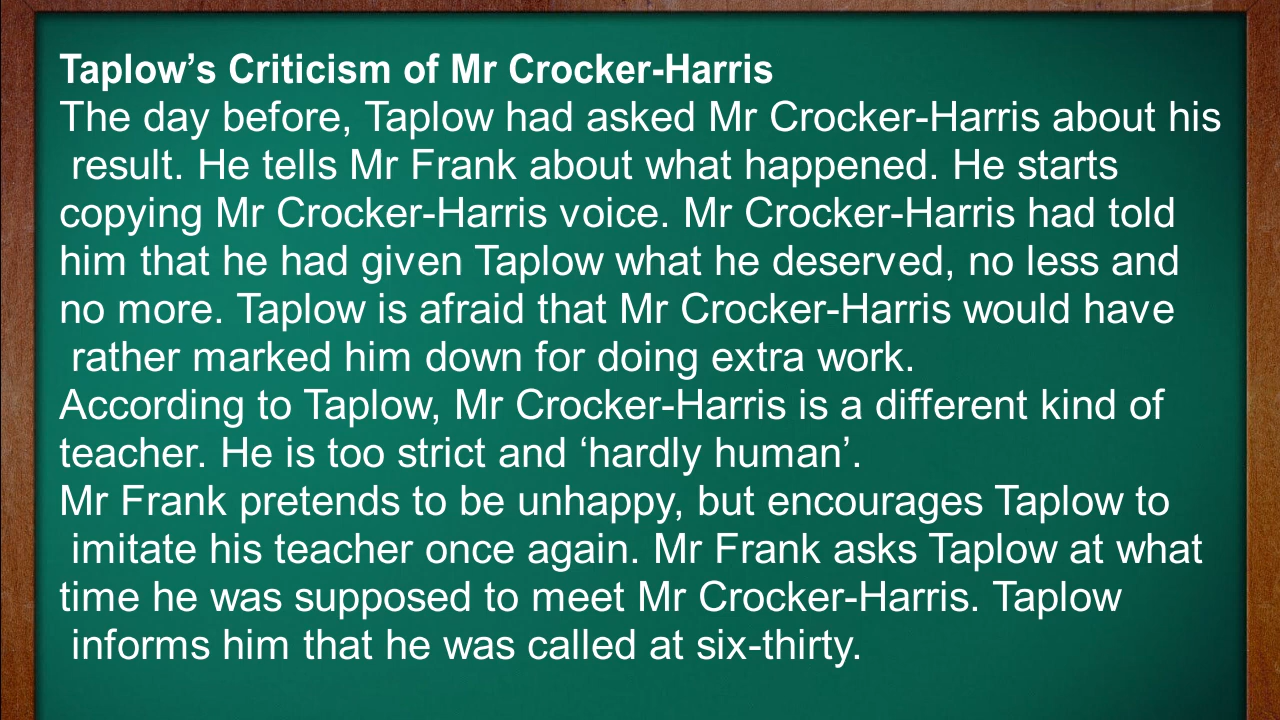 Taplow’s Criticism of Mr Crocker-Harris
The day before, Taplow had asked Mr Crocker-Harris about his
result. He tells Mr Frank about what happened. He starts
copying Mr Crocker-Harris voice. Mr Crocker-Harris had told
him that he had given Taplow what he deserved, no less and
no more. Taplow is afraid that Mr Crocker-Harris would have
rather marked him down for doing extra work.
According to Taplow, Mr Crocker-Harris is a different kind of
teacher. He is too strict and ‘hardly human’.
Mr Frank pretends to be unhappy, but encourages Taplow to
imitate his teacher once again. Mr Frank asks Taplow at what
time he was supposed to meet Mr Crocker-Harris. Taplow
informs him that he was called at six-thirty.